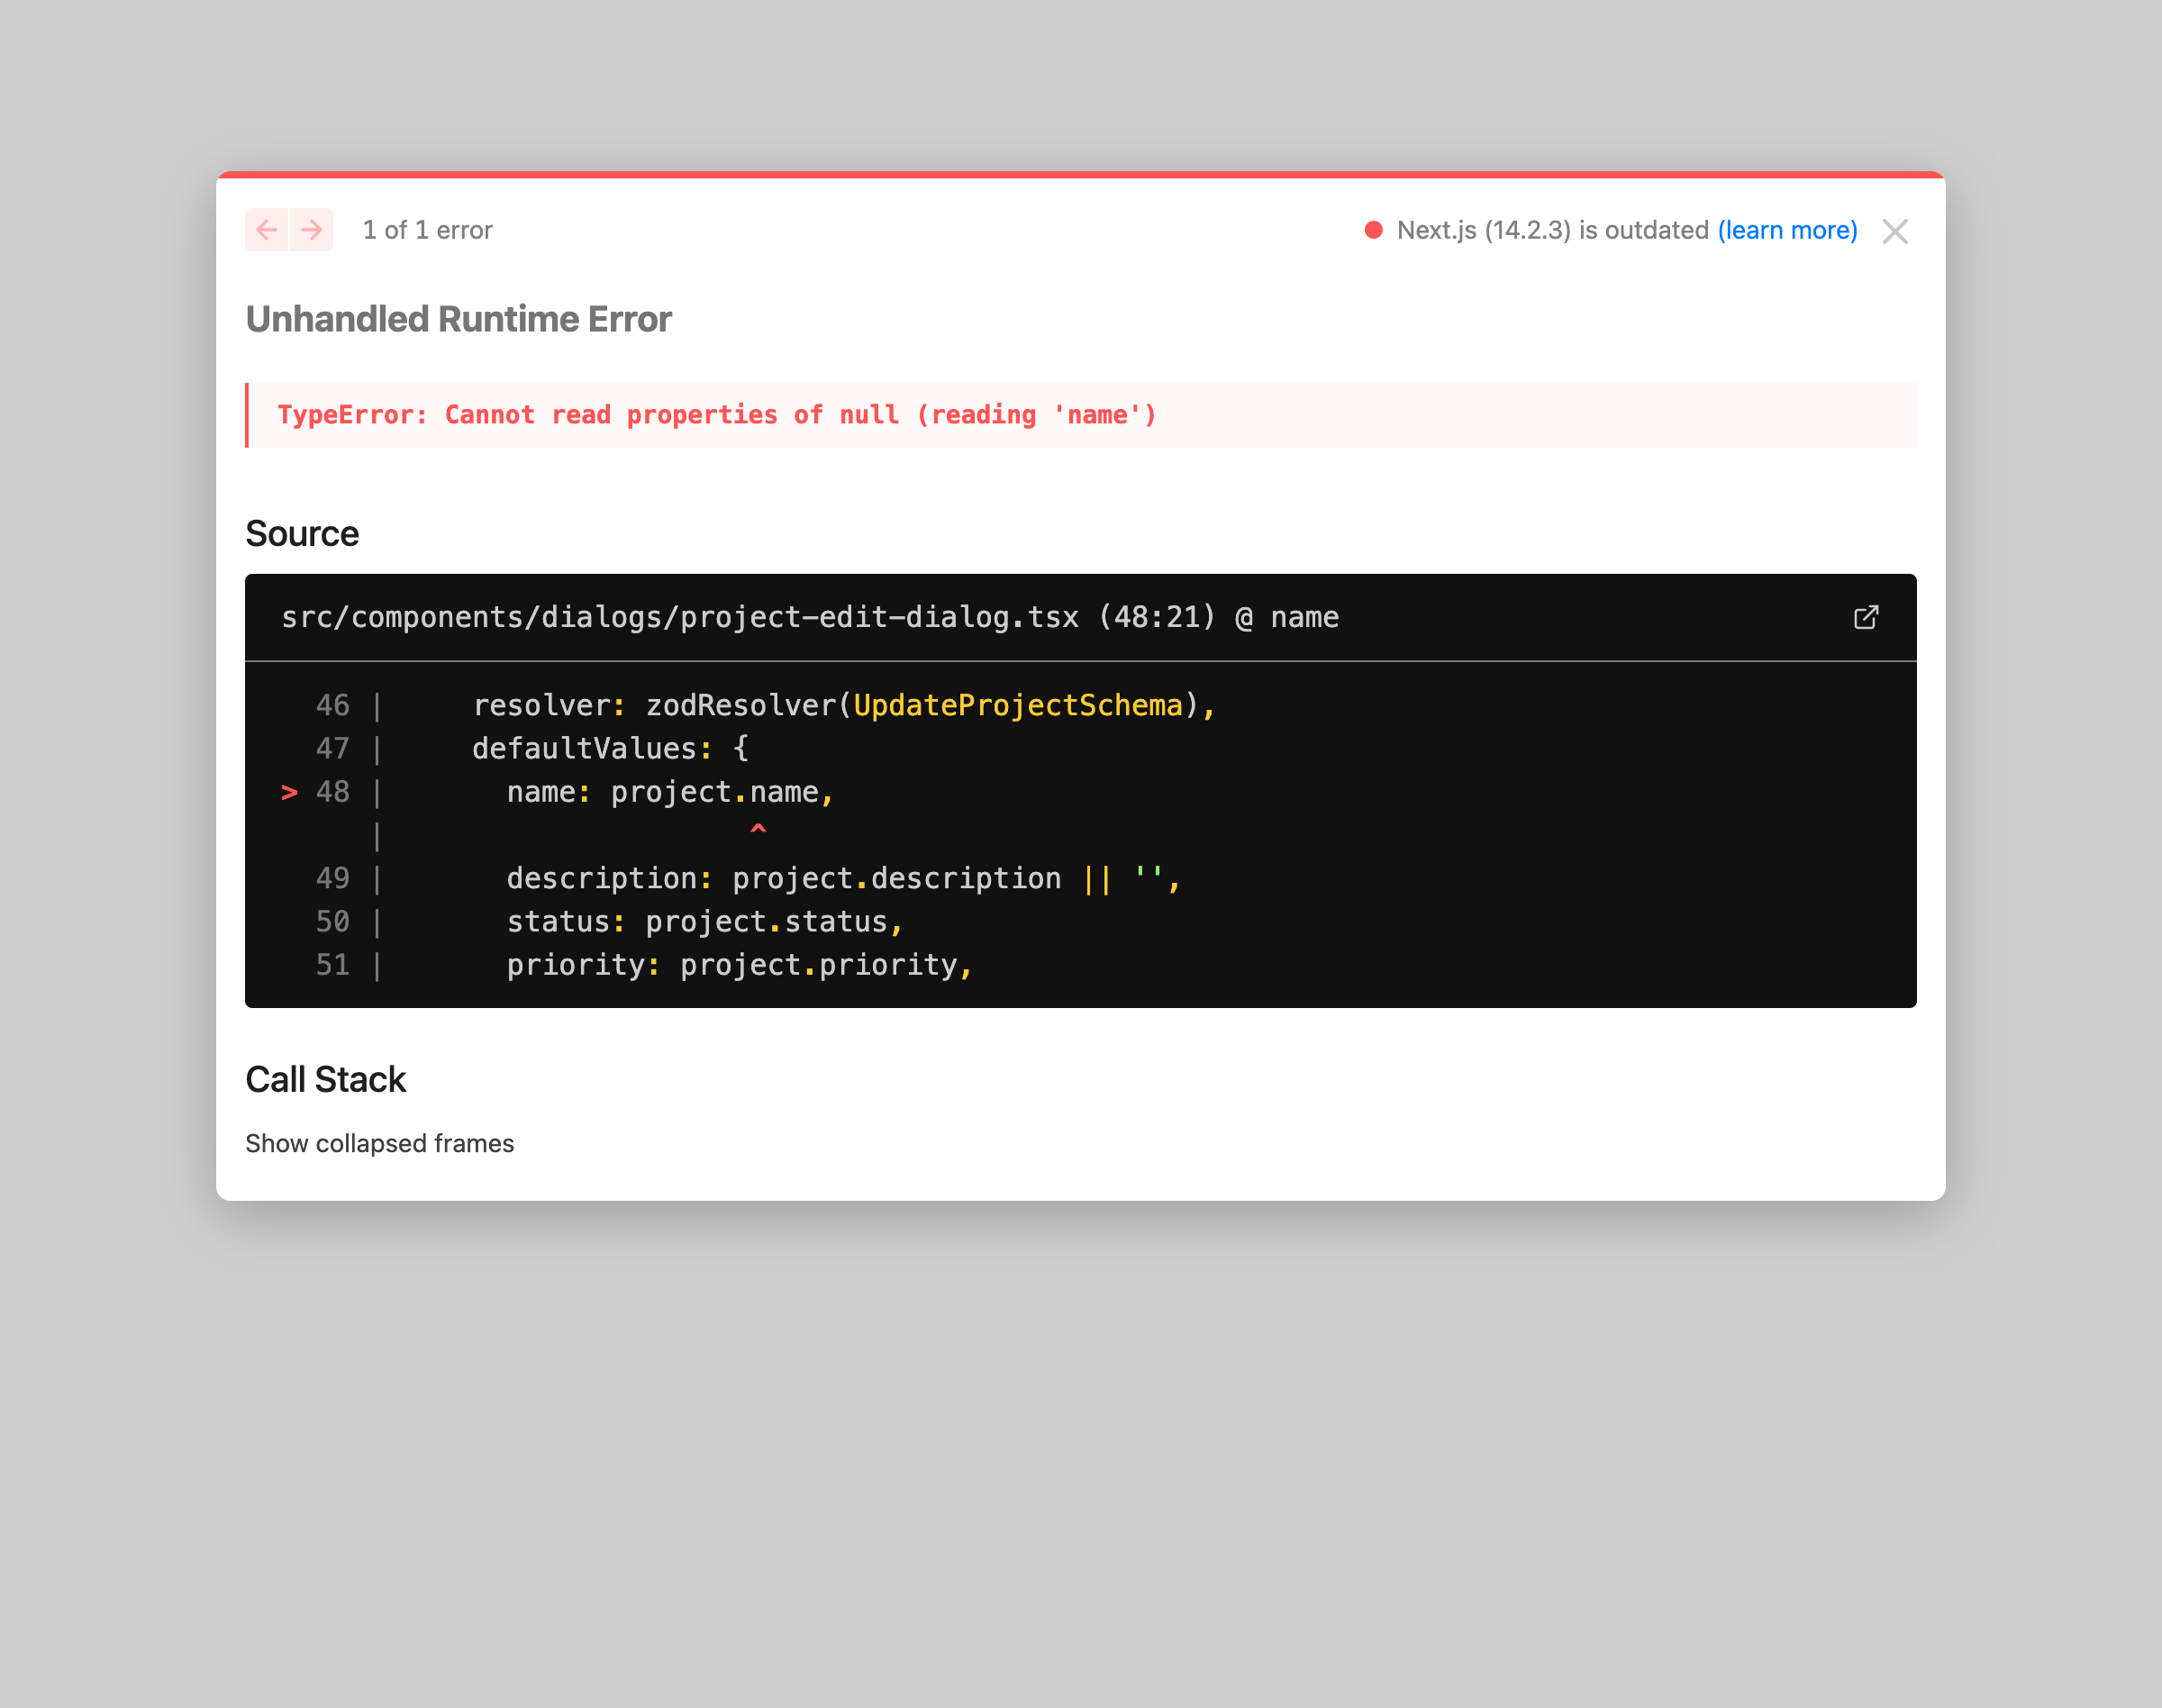 1 of 1 error
Next.js (14.2.3) is outdated (learn more)
Unhandled Runtime Error
TypeError: Cannot read properties of null (reading 'name')
Source
src/components/dialogs/project-edit-dialog.tsx (48:21) @ name
46 |     resolver: zodResolver(UpdateProjectSchema),
47 |     defaultValues: {
> 48 |       name: project.name,
|                     ^
49 |       description: project.description || '',
50 |       status: project.status,
51 |       priority: project.priority,
Call Stack
Show collapsed frames